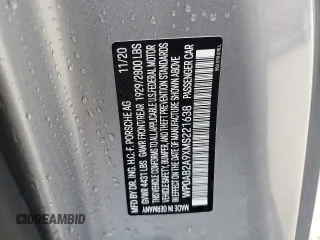 MFD. BY DR. ING. H.C.F. PORSCHE AG 11/20
GVWR 4431 LBS GAWR FRONT/REAR 1929/2800 LBS
THIS VEHICLE CONFORMS TO ALL APPLICABLE U.S. FEDERAL MOTOR
VEHICLE SAFETY, BUMPER, AND THEFT PREVENTION STANDARDS
IN EFFECT ON THE DATE OF MANUFACTURE SHOWN ABOVE.
WP0AB2A9XMS221638 PASSENGER CAR
MADE IN GERMANY